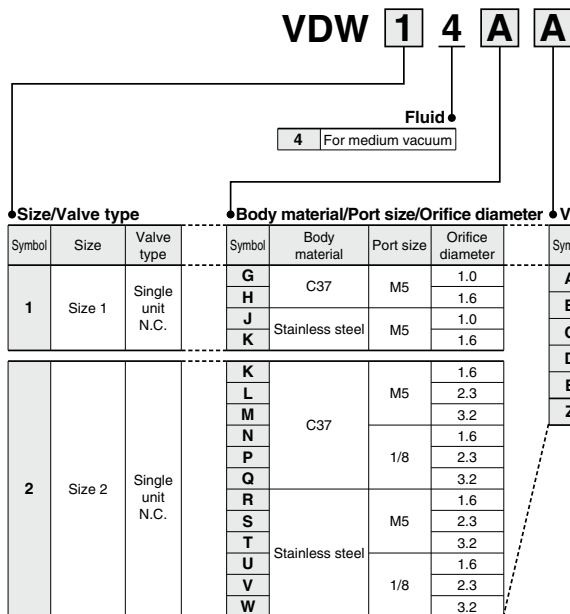 VDW 1 4 A A
Fluid
4 For medium vacuum
Size/Valve type
Symbol Size Valve type
1 Size 1 Single unit N.C.
2 Size 2 Single unit N.C.
Body material/Port size/Orifice diameter
Symbol Body material Port size Orifice diameter
G C37 M5 1.0
H 1.6
J Stainless steel M5 1.0
K 1.6
K C37 M5 1.6
L 2.3
M 3.2
N 1/8 1.6
P 2.3
Q 3.2
R Stainless steel M5 1.6
S 2.3
T 3.2
U 1/8 1.6
V 2.3
W 3.2
V
Sym
A